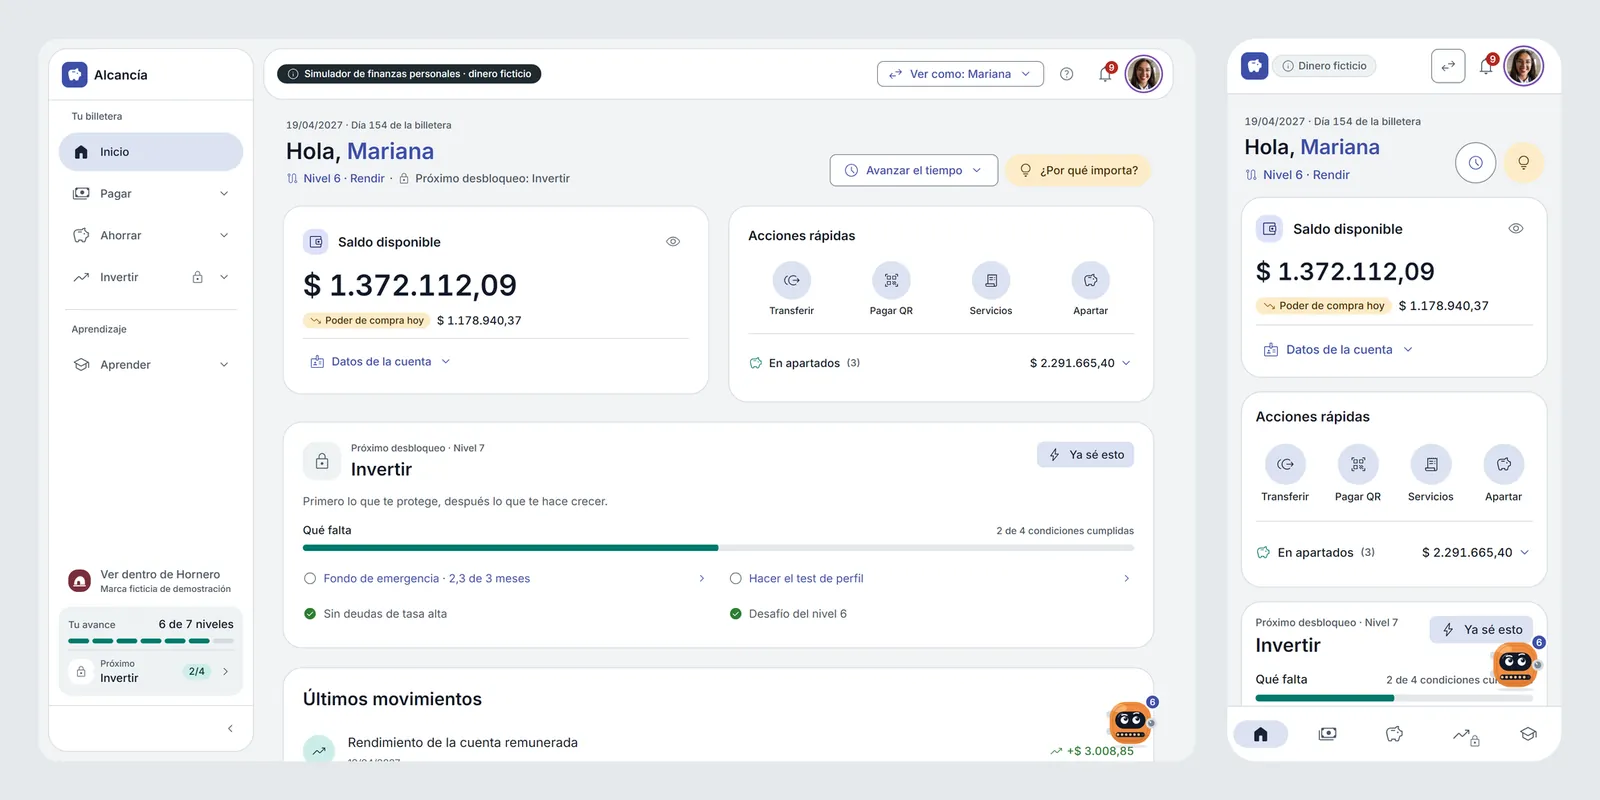 Alcancía
Tu billetera
Inicio
Pagar
Ahorrar
Invertir
Aprendizaje
Aprender
Ver dentro de Hornero
Marca ficticia de demostración
Tu avance
6 de 7 niveles
Próximo
Invertir
2/4
Simulador de finanzas personales · dinero ficticio
Ver como: Mariana
9
19/04/2027 · Día 154 de la billetera
Hola, Mariana
Nivel 6 · Rendir · Próximo desbloqueo: Invertir
Avanzar el tiempo
¿Por qué importa?
Saldo disponible
$ 1.372.112,09
Poder de compra hoy $ 1.178.940,37
Datos de la cuenta
Acciones rápidas
Transferir
Pagar QR
Servicios
Apartar
En apartados (3)
$ 2.291.665,40
Próximo desbloqueo · Nivel 7
Invertir
Ya sé esto
Primero lo que te protege, después lo que te hace crecer.
Qué falta
2 de 4 condiciones cumplidas
Fondo de emergencia · 2,3 de 3 meses
Hacer el test de perfil
Sin deudas de tasa alta
Desafío del nivel 6
Últimos movimientos
6
Rendimiento de la cuenta remunerada
+$ 3.008,85
Dinero ficticio
9
19/04/2027 · Día 154 de la billetera
Hola, Mariana
Nivel 6 · Rendir
Saldo disponible
$ 1.372.112,09
Poder de compra hoy $ 1.178.940,37
Datos de la cuenta
Acciones rápidas
Transferir
Pagar QR
Servicios
Apartar
En apartados (3)
$ 2.291.665,40
Próximo desbloqueo · Nivel 7
Invertir
Ya sé esto
6
Qué falta
2 de 4 condiciones